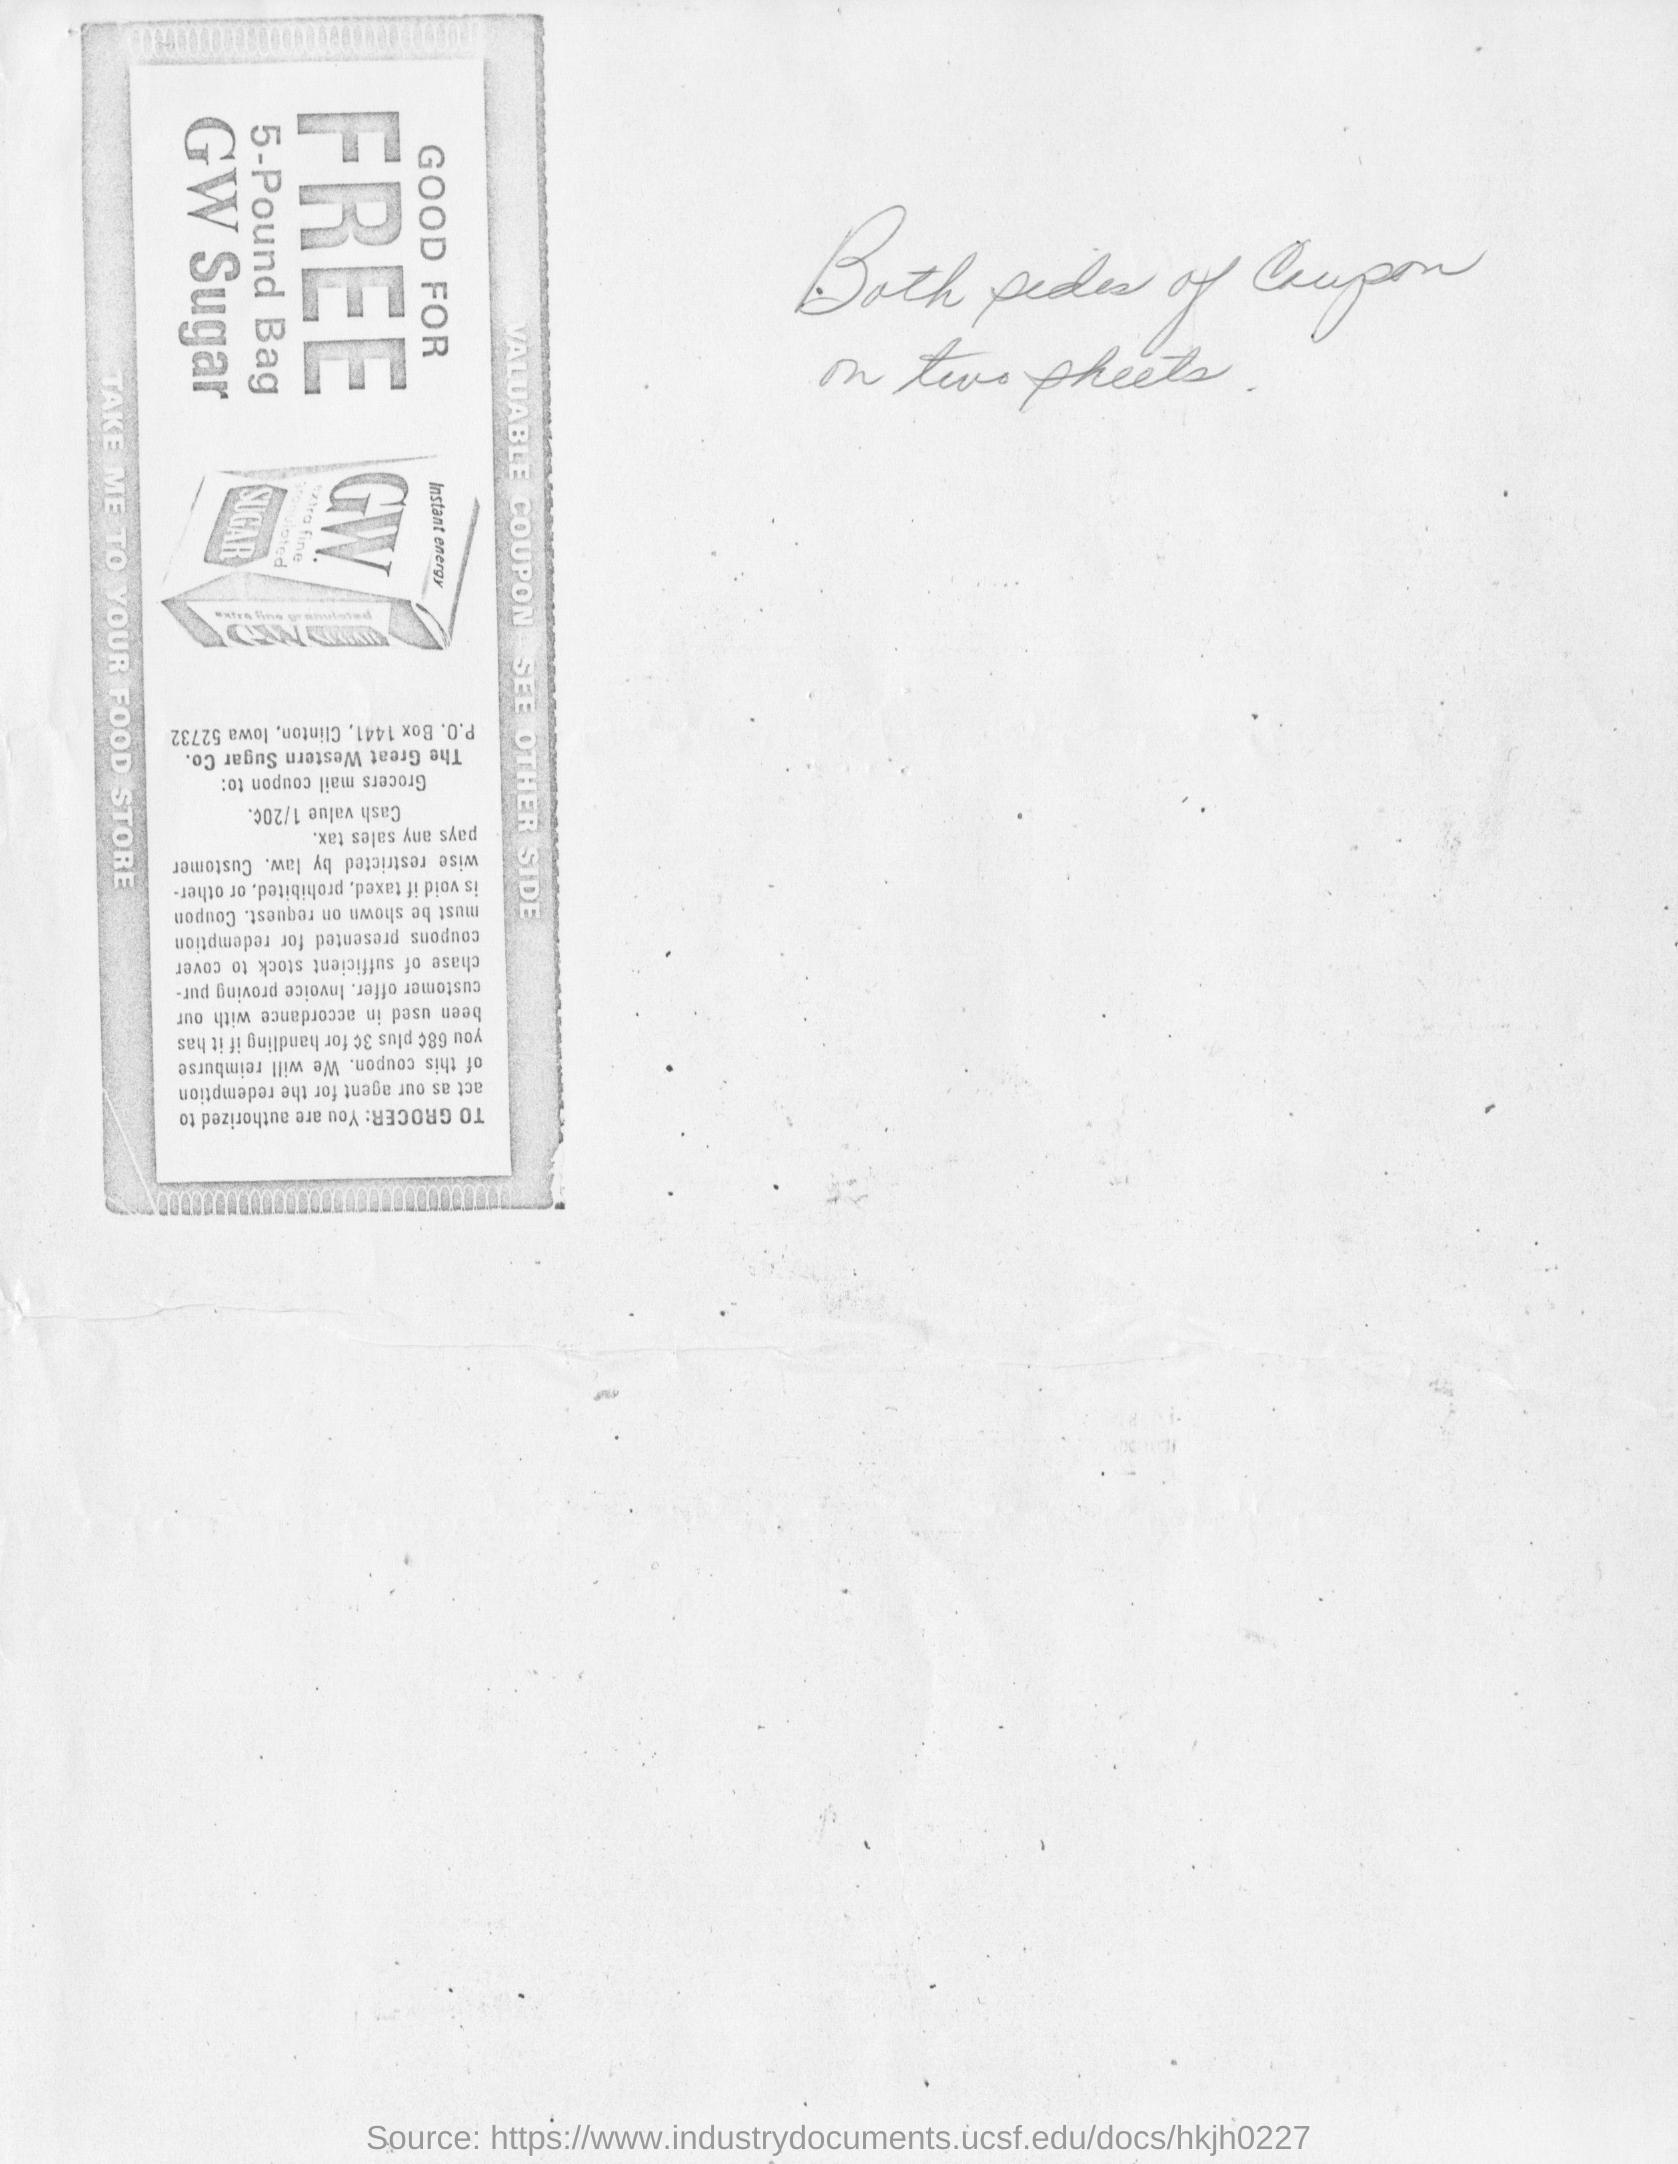 GOOD FOR
FREE
5-Pound Bag
GW Sugar
VALUABLE COUPON SEE OTHER SIDE
TAKE ME TO YOUR FOOD STORE
Instant energy
GW
extra fine
granulated
SUGAR
extra fine granulated
GW SUGAR
TO GROCER: You are authorized to
act as our agent for the redemption
of this coupon. We will reimburse
you 68¢ plus 3¢ for handling if it has
been used in accordance with our
customer offer. Invoice proving pur-
chase of sufficient stock to cover
coupons presented for redemption
must be shown on request. Coupon
is void if taxed, prohibited, or other-
wise restricted by law. Customer
pays any sales tax.
Cash value 1/20¢.
Grocers mail coupon to:
The Great Western Sugar Co.
P.O. Box 1441, Clinton, Iowa 52732
Both sides of Coupon
on two sheets.
Source: https://www.industrydocuments.ucsf.edu/docs/hkjh0227